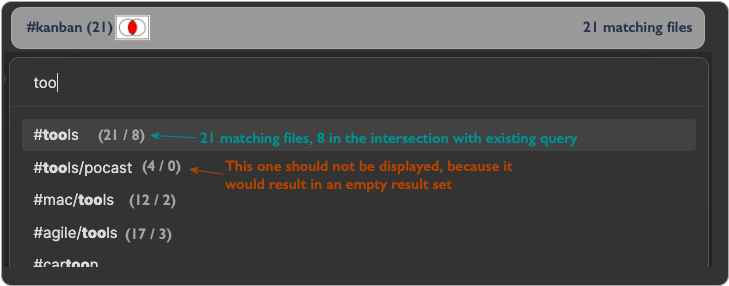 #kanban (21) 21 matching files
too
#tools (21 / 8) 21 matching files, 8 in the intersection with existing query
#tools/pocast (4 / 0) This one should not be displayed, because it
would result in an empty result set
#mac/tools (12 / 2)
#agile/tools (17 / 3)
#cartoon